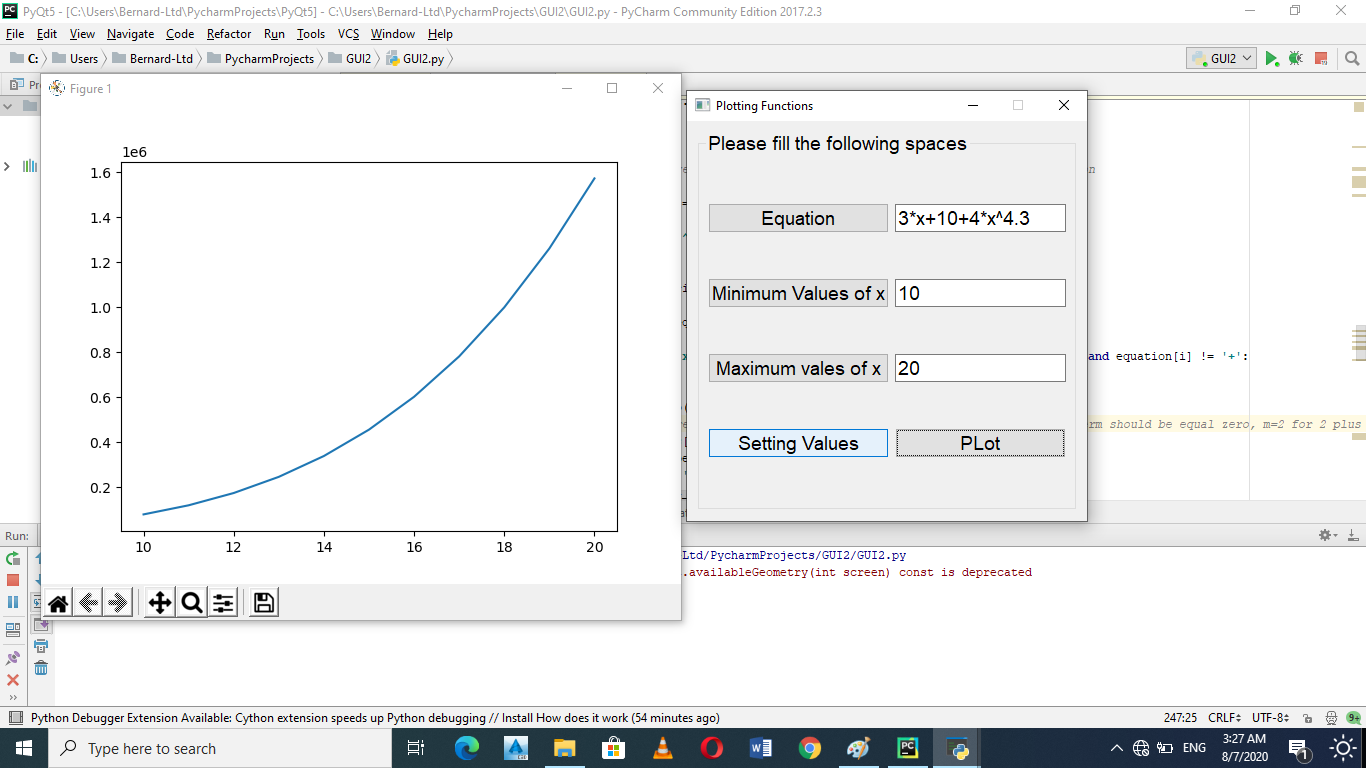 PyQt5 - [C:\Users\Bernard-Ltd\PycharmProjects\PyQt5] - C:\Users\Bernard-Ltd\PycharmProjects\GUI2\GUI2.py - PyCharm Community Edition 2017.2.3
File Edit View Navigate Code Refactor Run Tools VCS Window Help
C: Users Bernard-Ltd PycharmProjects GUI2 GUI2.py
GUI2
Figure 1
1e6
1.6
1.4
1.2
1.0
0.8
0.6
0.4
0.2
10 12 14 16 18 20
Plotting Functions
Please fill the following spaces
Equation 3*x+10+4*x^4.3
Minimum Values of x 10
Maximum vales of x 20
Setting Values PLot
and equation[i] != '+':
should be equal zero, m=2 for 2 plus
Run:
Ltd/PycharmProjects/GUI2/GUI2.py
.availableGeometry(int screen) const is deprecated
Python Debugger Extension Available: Cython extension speeds up Python debugging // Install How does it work (54 minutes ago)
247:25 CRLF UTF-8 9+
Type here to search
ENG
3:27 AM
8/7/2020
1